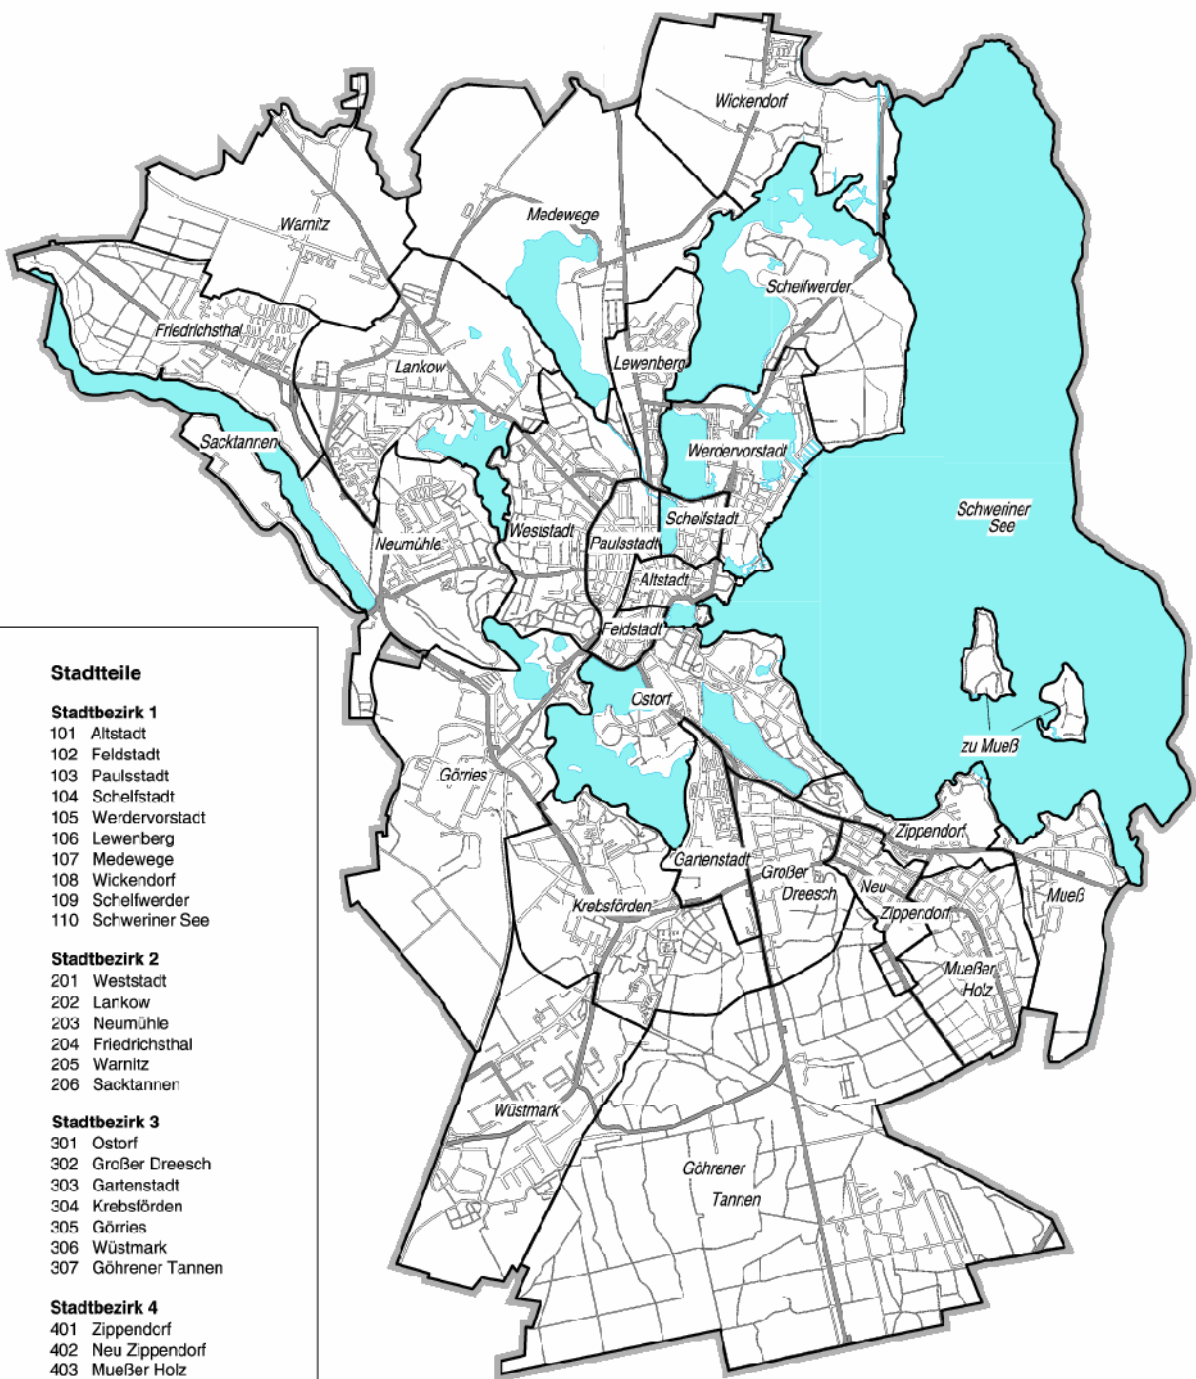 Wickendorf
Medewege
Warnitz
Schelfwerder
Friedrichsthal
Lewenberg
Lankow
Sacktannen
Werdervorstadt
Schweriner
See
Schelfstadt
Weststadt
Paulsstadt
Neumühle
Altstadt
Feldstadt
Ostorf
zu Mueß
Görries
Zippendorf
Gartenstadt
Großer
Dreesch
Neu
Zippendorf
Mueß
Krebsförden
Mueßer
Holz
Wüstmark
Göhrener
Tannen
Stadtteile
Stadtbezirk 1
101 Altstadt
102 Feldstadt
103 Paulsstadt
104 Schelfstadt
105 Werdervorstadt
106 Lewenberg
107 Medewege
108 Wickendorf
109 Schelfwerder
110 Schweriner See
Stadtbezirk 2
201 Weststadt
202 Lankow
203 Neumühle
204 Friedrichsthal
205 Warnitz
206 Sacktannen
Stadtbezirk 3
301 Ostorf
302 Großer Dreesch
303 Gartenstadt
304 Krebsförden
305 Görries
306 Wüstmark
307 Göhrener Tannen
Stadtbezirk 4
401 Zippendorf
402 Neu Zippendorf
403 Mueßer Holz